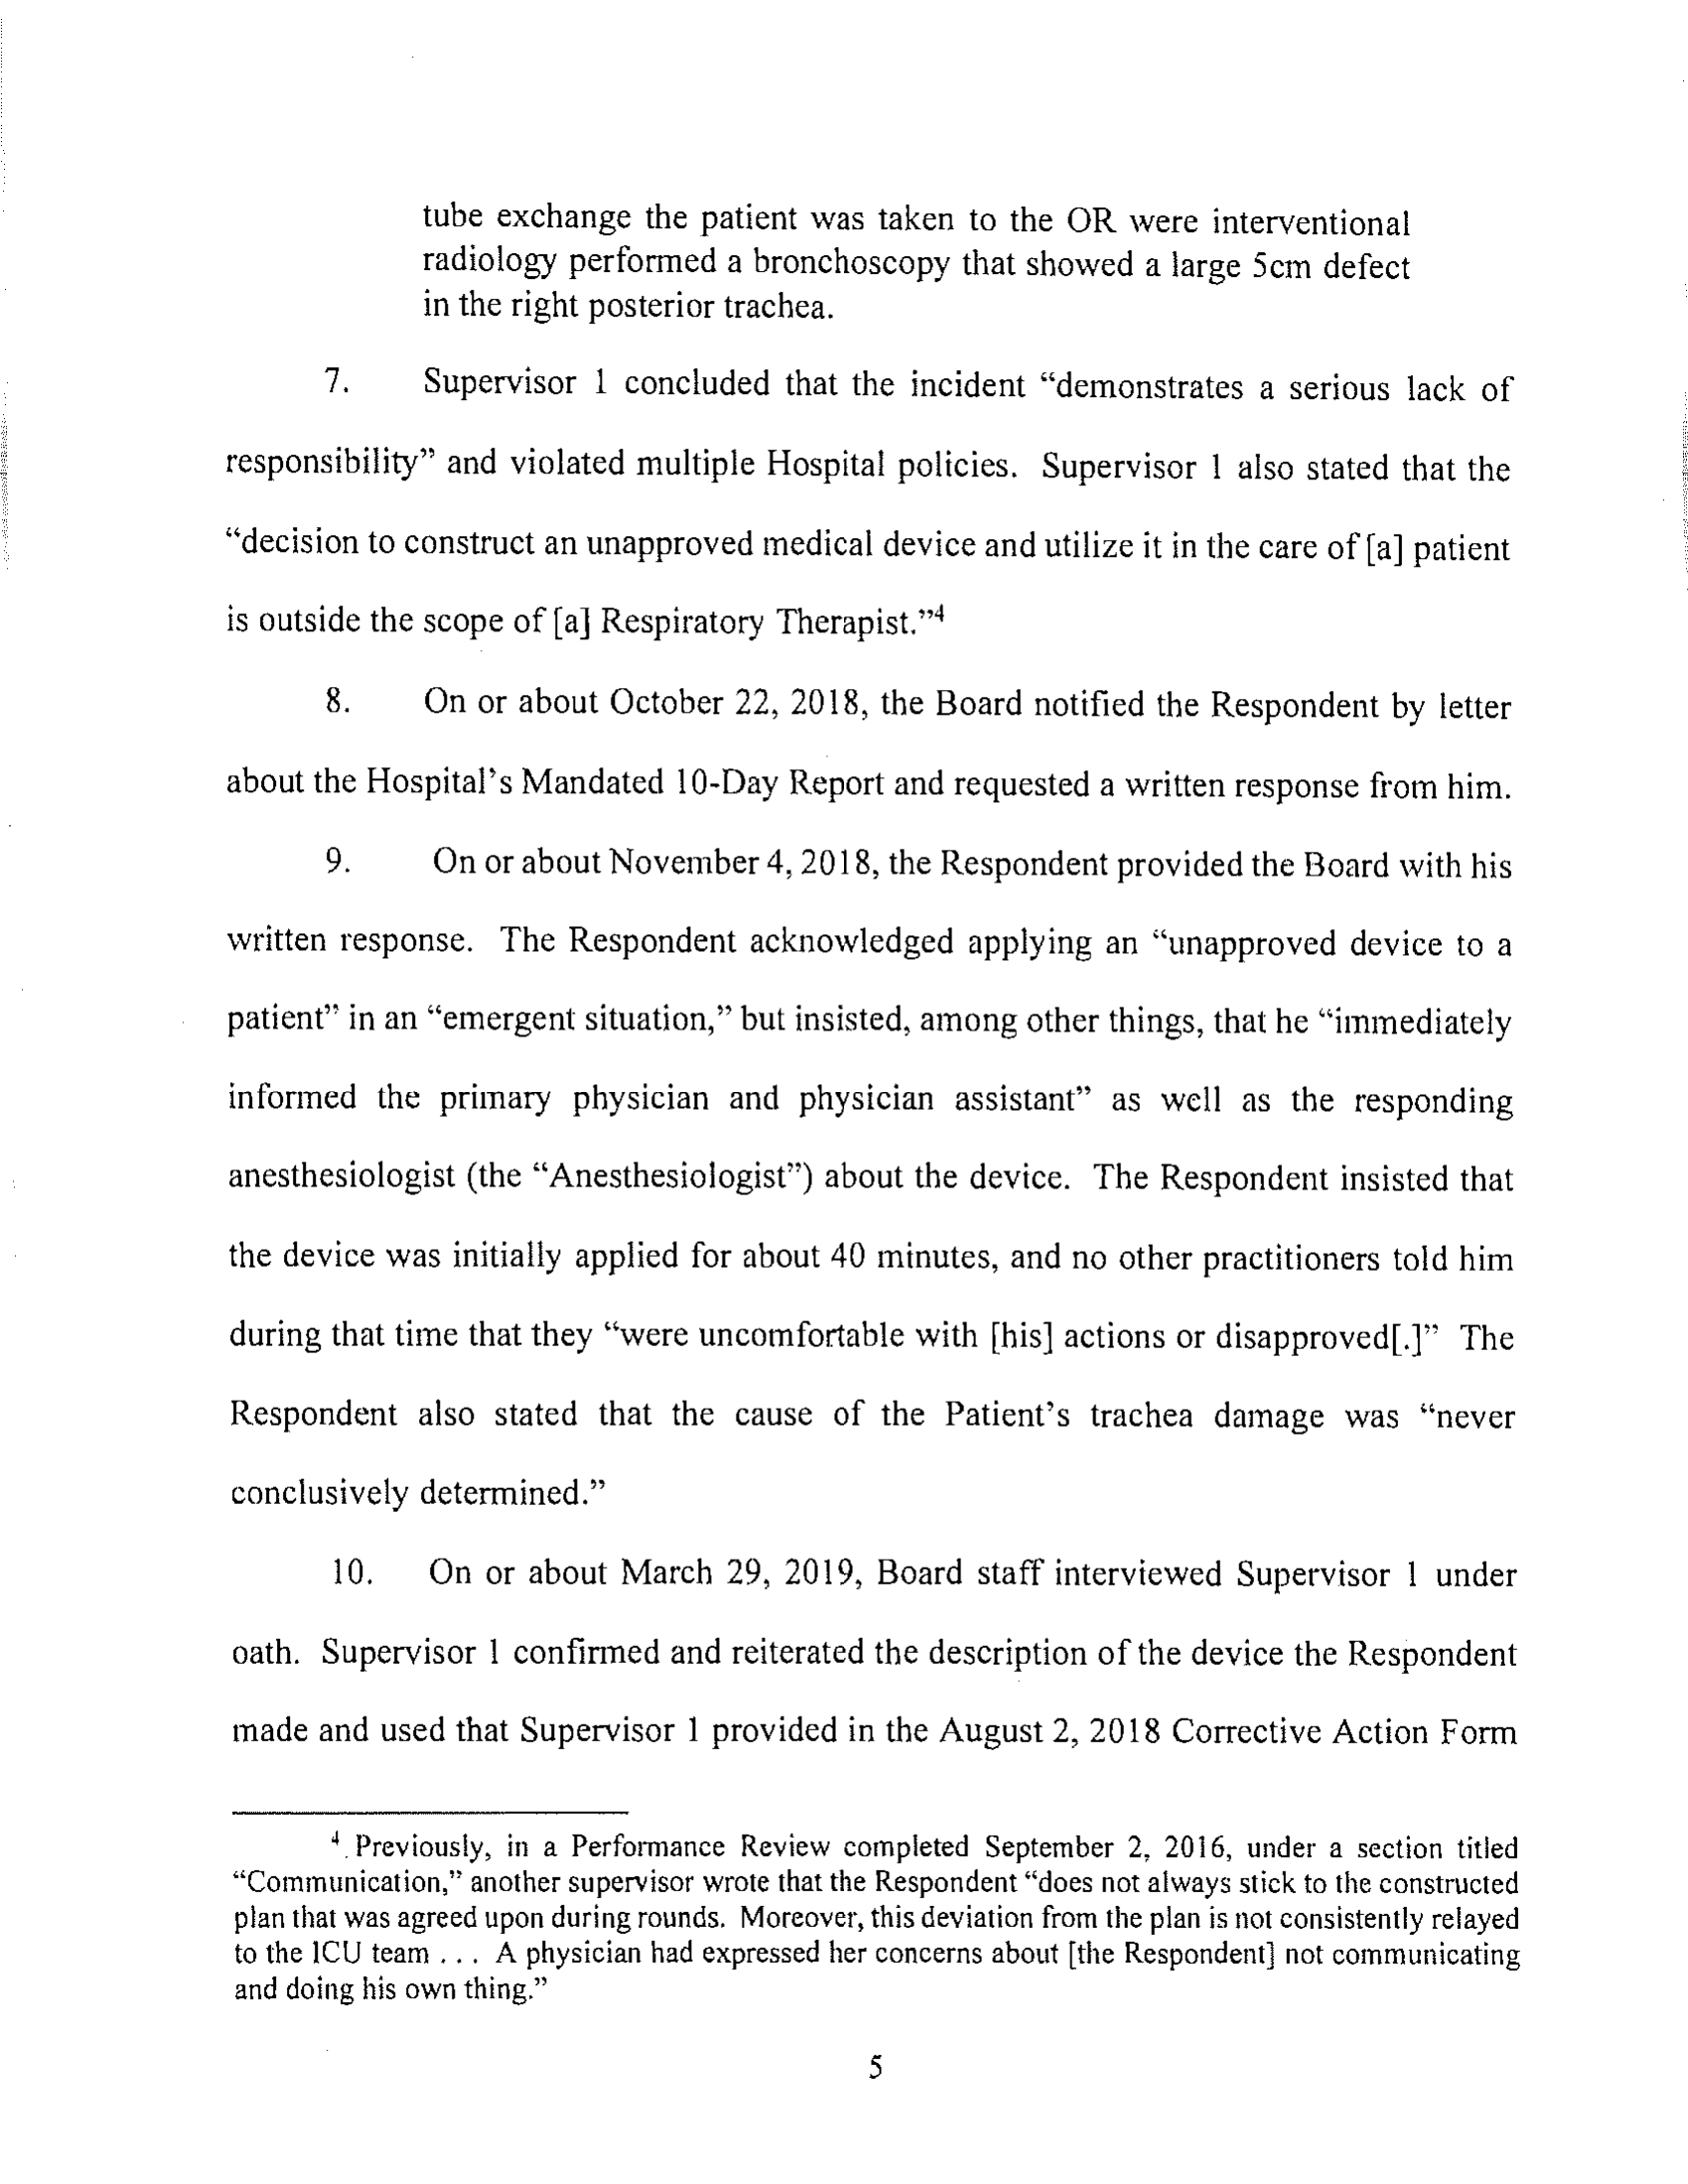 tube exchange the patient was taken to the OR were interventional
radiology performed a bronchoscopy that showed a large 5cm defect
in the right posterior trachea.
7. Supervisor 1 concluded that the incident “demonstrates a serious lack of
responsibility” and violated multiple Hospital policies. Supervisor 1 also stated that the
“decision to construct an unapproved medical device and utilize it in the care of [a] patient
is outside the scope of [a] Respiratory Therapist.”4
8. On or about October 22, 2018, the Board notified the Respondent by letter
about the Hospital’s Mandated 10-Day Report and requested a written response from him.
9. On or about November 4, 2018, the Respondent provided the Board with his
written response. The Respondent acknowledged applying an “unapproved device to a
patient” in an “emergent situation,” but insisted, among other things, that he “immediately
informed the primary physician and physician assistant” as well as the responding
anesthesiologist (the “Anesthesiologist”) about the device. The Respondent insisted that
the device was initially applied for about 40 minutes, and no other practitioners told him
during that time that they “were uncomfortable with [his] actions or disapproved[.]” The
Respondent also stated that the cause of the Patient’s trachea damage was “never
conclusively determined.”
10. On or about March 29, 2019, Board staff interviewed Supervisor 1 under
oath. Supervisor 1 confirmed and reiterated the description of the device the Respondent
made and used that Supervisor 1 provided in the August 2, 2018 Corrective Action Form
4 Previously, in a Performance Review completed September 2, 2016, under a section titled
“Communication,” another supervisor wrote that the Respondent “does not always stick to the constructed
plan that was agreed upon during rounds. Moreover, this deviation from the plan is not consistently relayed
to the ICU team . . . A physician had expressed her concerns about [the Respondent] not communicating
and doing his own thing.”
5